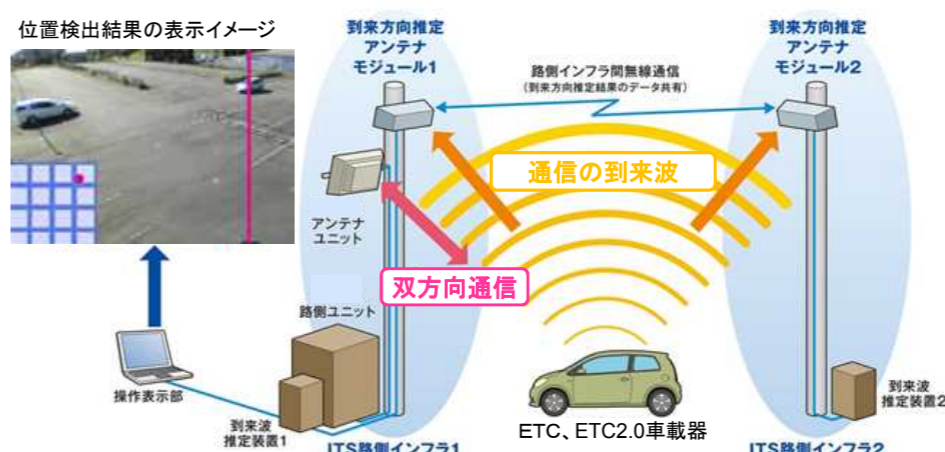 位置検出結果の表示イメージ
到来方向推定
アンテナ
モジュール1
到来方向推定
アンテナ
モジュール2
路側インフラ間無線通信
(到来方向推定結果のデータ共有)
通信の到来波
アンテナ
ユニット
双方向通信
路側ユニット
操作表示部
到来波
推定装置1
ETC、ETC2.0車載器
到来波
推定装置2
ITS路側インフラ1
ITS路側インフラ2